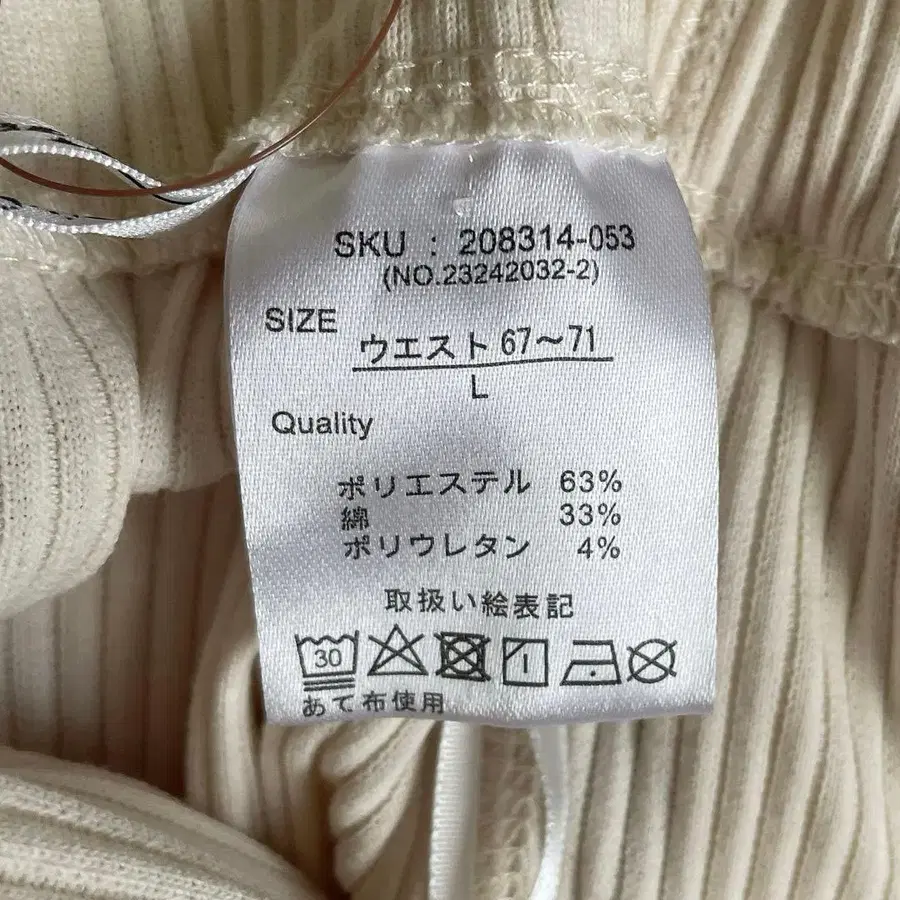 SKU : 208314-053
(NO.23242032-2)
SIZE
ウエスト 67〜71
L
Quality
ポリエステル 63%
綿 33%
ポリウレタン 4%
取扱い絵表記
30
あて布使用